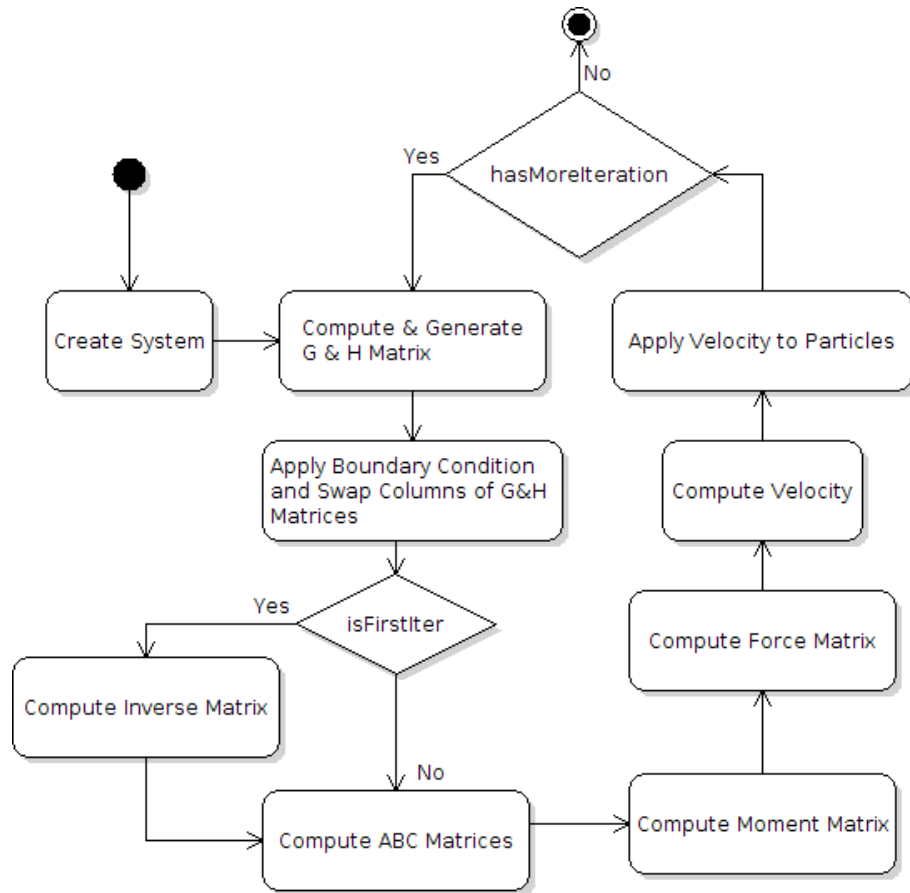 No
Yes
hasMoreIteration
Create System
Compute & Generate
G & H Matrix
Apply Velocity to Particles
Apply Boundary Condition
and Swap Columns of G&H
Matrices
Compute Velocity
Yes
isFirstIter
Compute Force Matrix
Compute Inverse Matrix
No
Compute ABC Matrices
Compute Moment Matrix